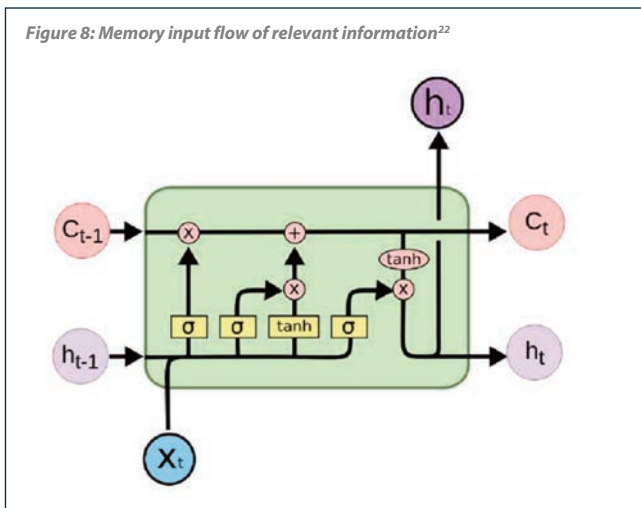 Figure 8: Memory input flow of relevant information²²
hₜ
Cₜ₋₁
x
+
Cₜ
tanh
x
x
σ
σ
tanh
σ
hₜ₋₁
hₜ
Xₜ